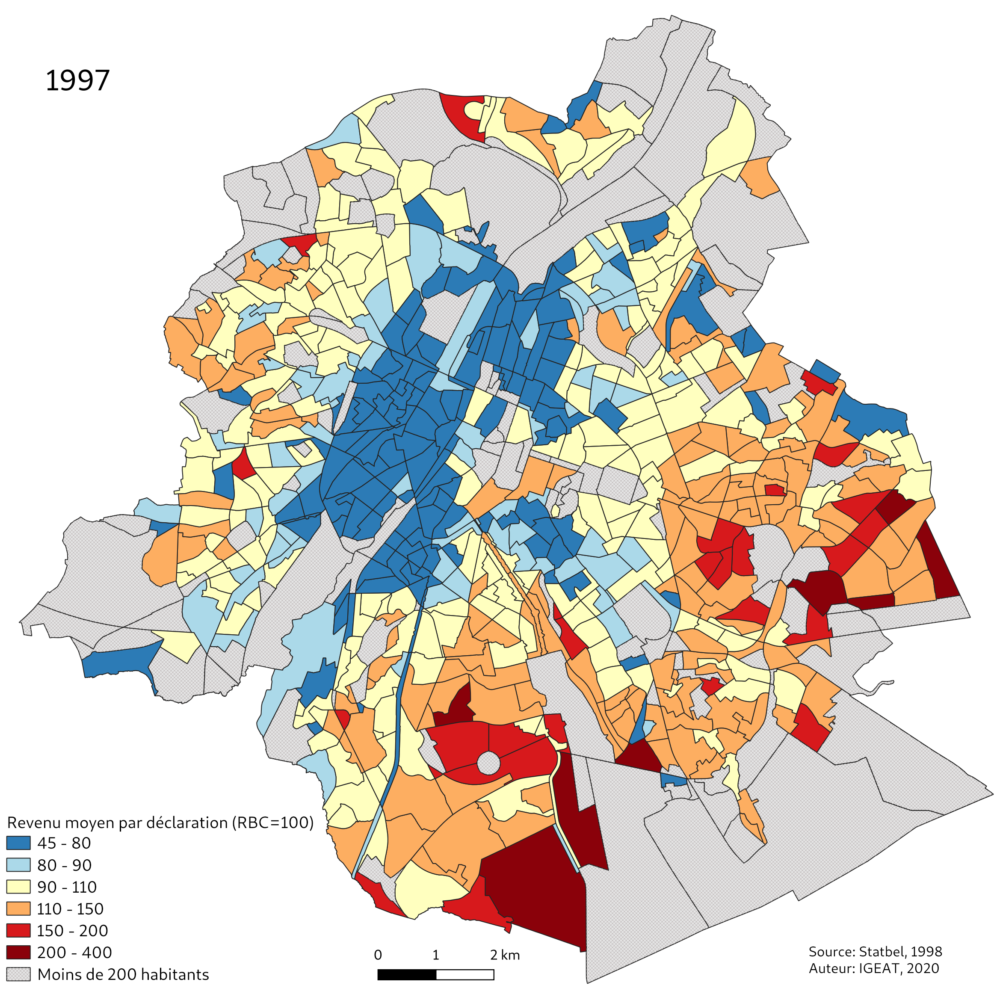 1997
Revenu moyen par déclaration (RBC=100)
45 - 80
80 - 90
90 - 110
110 - 150
150 - 200
200 - 400
Moins de 200 habitants
0 1 2 km
Source: Statbel, 1998
Auteur: IGEAT, 2020